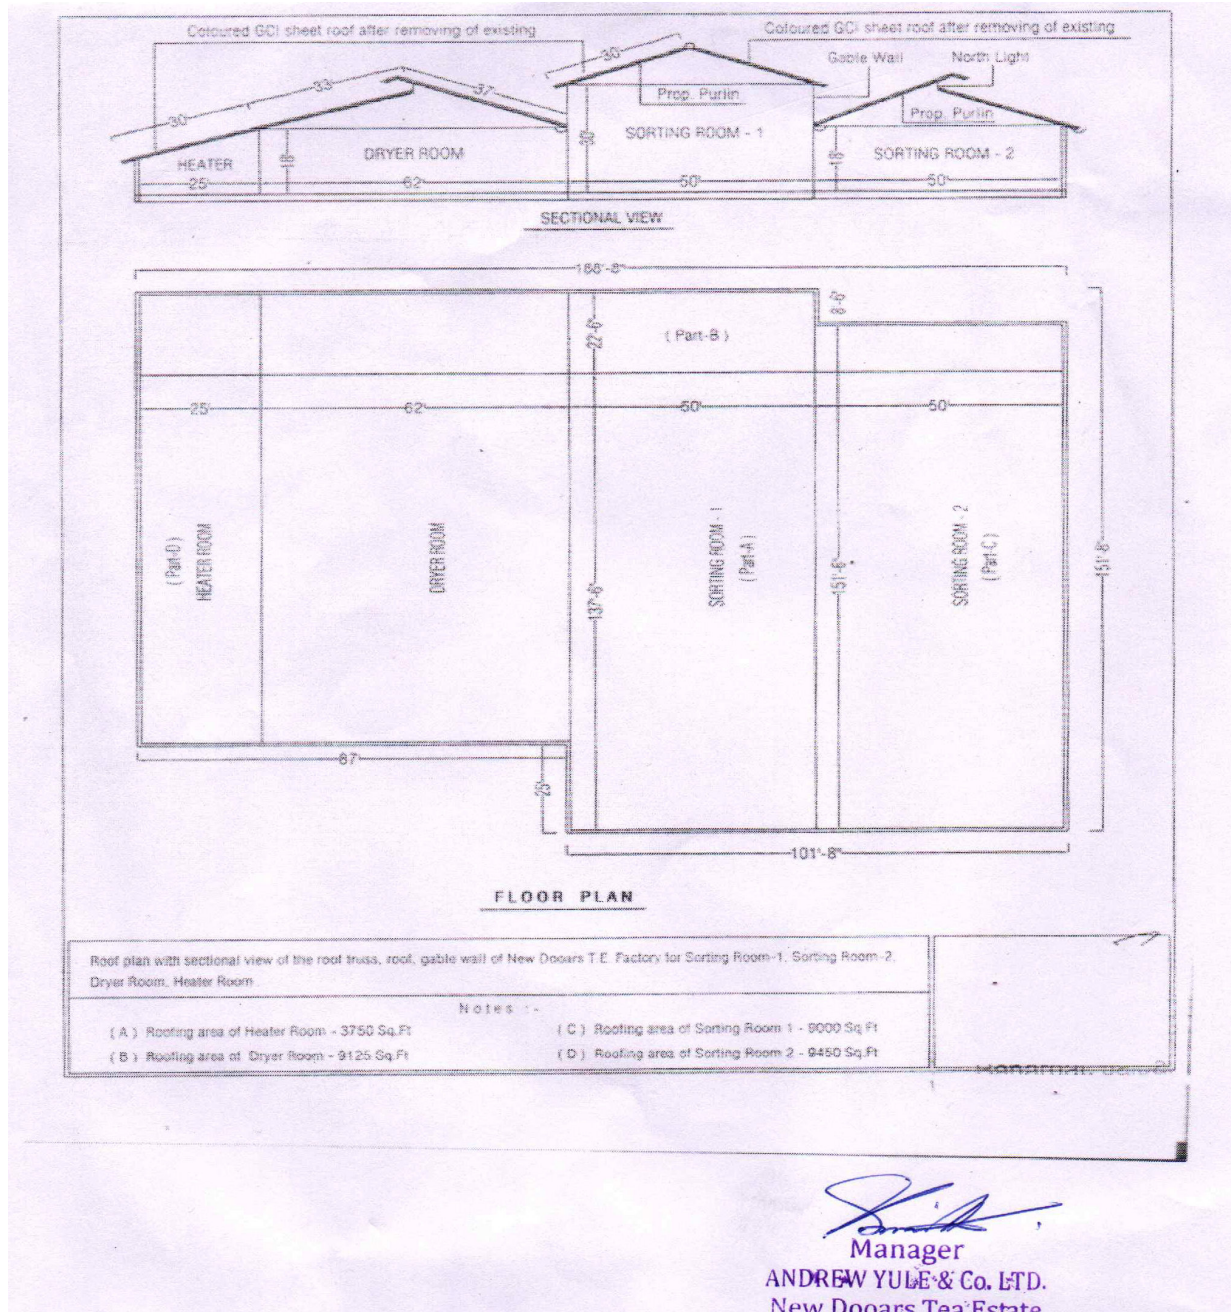 Coloured GCI sheet roof after removing of existing
Coloured GCI sheet roof after removing of existing
30'
Gable Wall
North Light
33'
37'
Prop. Purlin
Prop. Purlin
30'
SORTING ROOM - 1
30'
HEATER
18'
DRYER ROOM
18'
SORTING ROOM - 2
25'
62'
50'
50'
SECTIONAL VIEW
188'-8"
22'-6"
( Part-B )
8'-6"
25'
62'
50'
50'
( Part-D )
HEATER ROOM
DRYER ROOM
137'-6"
SORTING ROOM - 1
( Part-A )
151'-6"
SORTING ROOM - 2
( Part-C )
151'8"
87'
25'
101'-8"
FLOOR PLAN
Roof plan with sectional view of the roof truss, roof, gable wall of New Dooars T.E. Factory for Sorting Room-1, Sorting Room-2,
Dryer Room, Heater Room
Notes :-
( A ) Roofing area of Heater Room - 3750 Sq.Ft
( C ) Roofing area of Sorting Room 1 - 9000 Sq.Ft
( B ) Roofing area of Dryer Room - 9125 Sq.Ft
( D ) Roofing area of Sorting Room 2 - 9450 Sq.Ft
Manager
ANDREW YULE & Co. LTD.
New Dooars Tea Estate